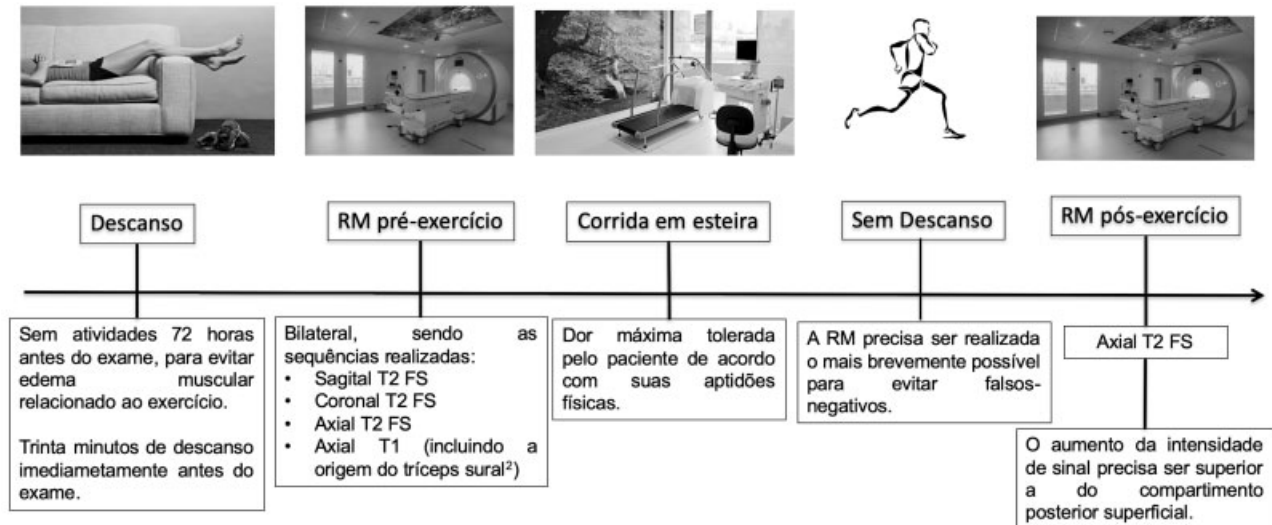 Descanso
RM pré-exercício
Corrida em esteira
Sem Descanso
RM pós-exercício
Sem atividades 72 horas
antes do exame, para evitar
edema muscular
relacionado ao exercício.
Trinta minutos de descanso
imediametamente antes do
exame.
Bilateral, sendo as
sequências realizadas:
• Sagital T2 FS
• Coronal T2 FS
• Axial T2 FS
• Axial T1 (incluindo a
origem do tríceps sural²)
Dor máxima tolerada
pelo paciente de acordo
com suas aptidões
físicas.
A RM precisa ser realizada
o mais brevemente possível
para evitar falsos-
negativos.
Axial T2 FS
O aumento da intensidade
de sinal precisa ser superior
a do compartimento
posterior superficial.